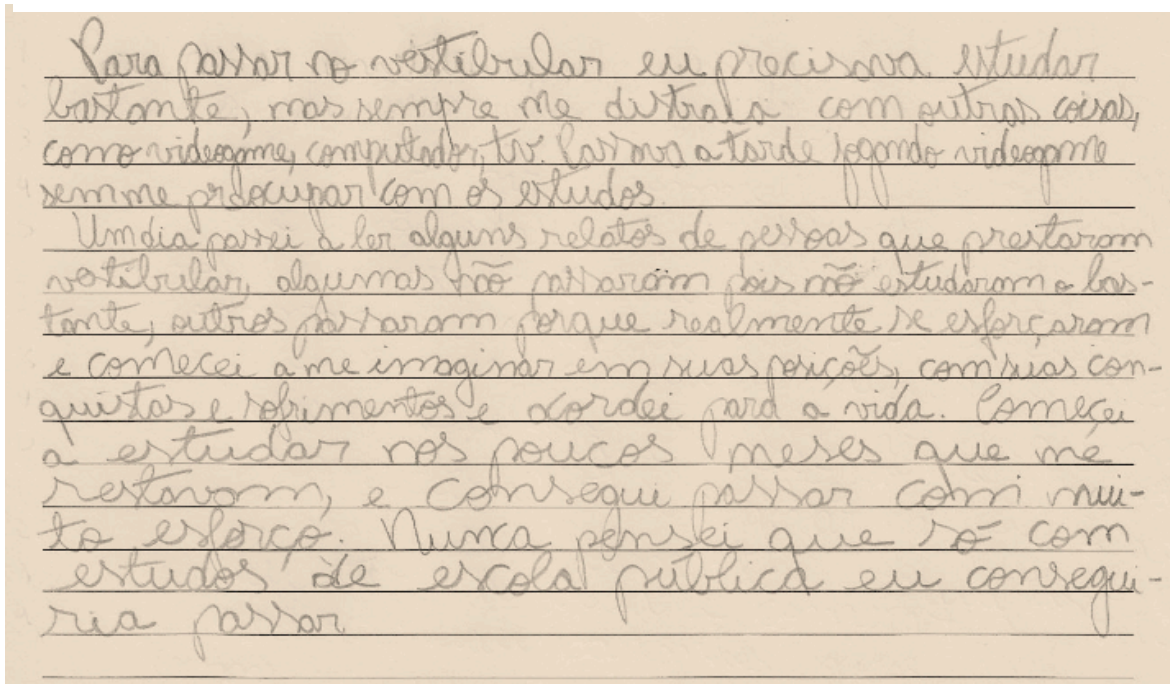 Para passar no vestibular eu precisava estudar
bastante, mas sempre me distraia com outras coisas,
como videogame, computador, tv. Passava a tarde jogando videogame
sem me preocupar com os estudos.
Um dia passei a ler alguns relatos de pessoas que prestaram
vestibular, algumas não passaram pois não estudaram o bas-
tante, outros passaram porque realmente se esforçaram
e comecei a me imaginar em suas posições, com suas con-
quistas e sofrimentos e acordei para a vida. Começei
a estudar nos poucos meses que me
restavam, e consegui passar com mui-
to esforço. Nunca pensei que só com
estudos de escola pública eu consegui-
ria passar